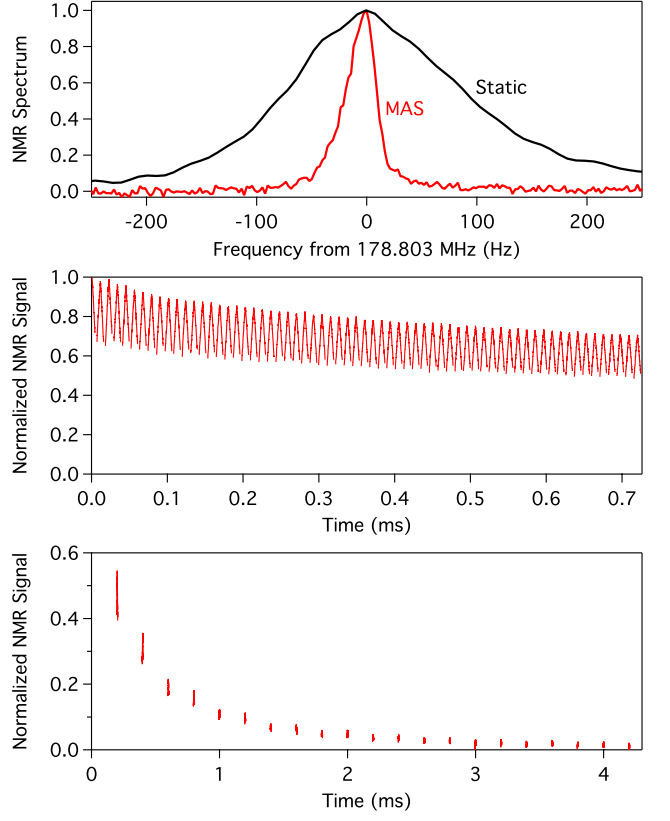 NMR Spectrum
1.0
0.8
0.6
0.4
0.2
0.0
Static
MAS
-200 -100 0 100 200
Frequency from 178.803 MHz (Hz)
Normalized NMR Signal
1.0
0.8
0.6
0.4
0.2
0.0
0.0 0.1 0.2 0.3 0.4 0.5 0.6 0.7
Time (ms)
Normalized NMR Signal
0.6
0.4
0.2
0.0
0 1 2 3 4
Time (ms)